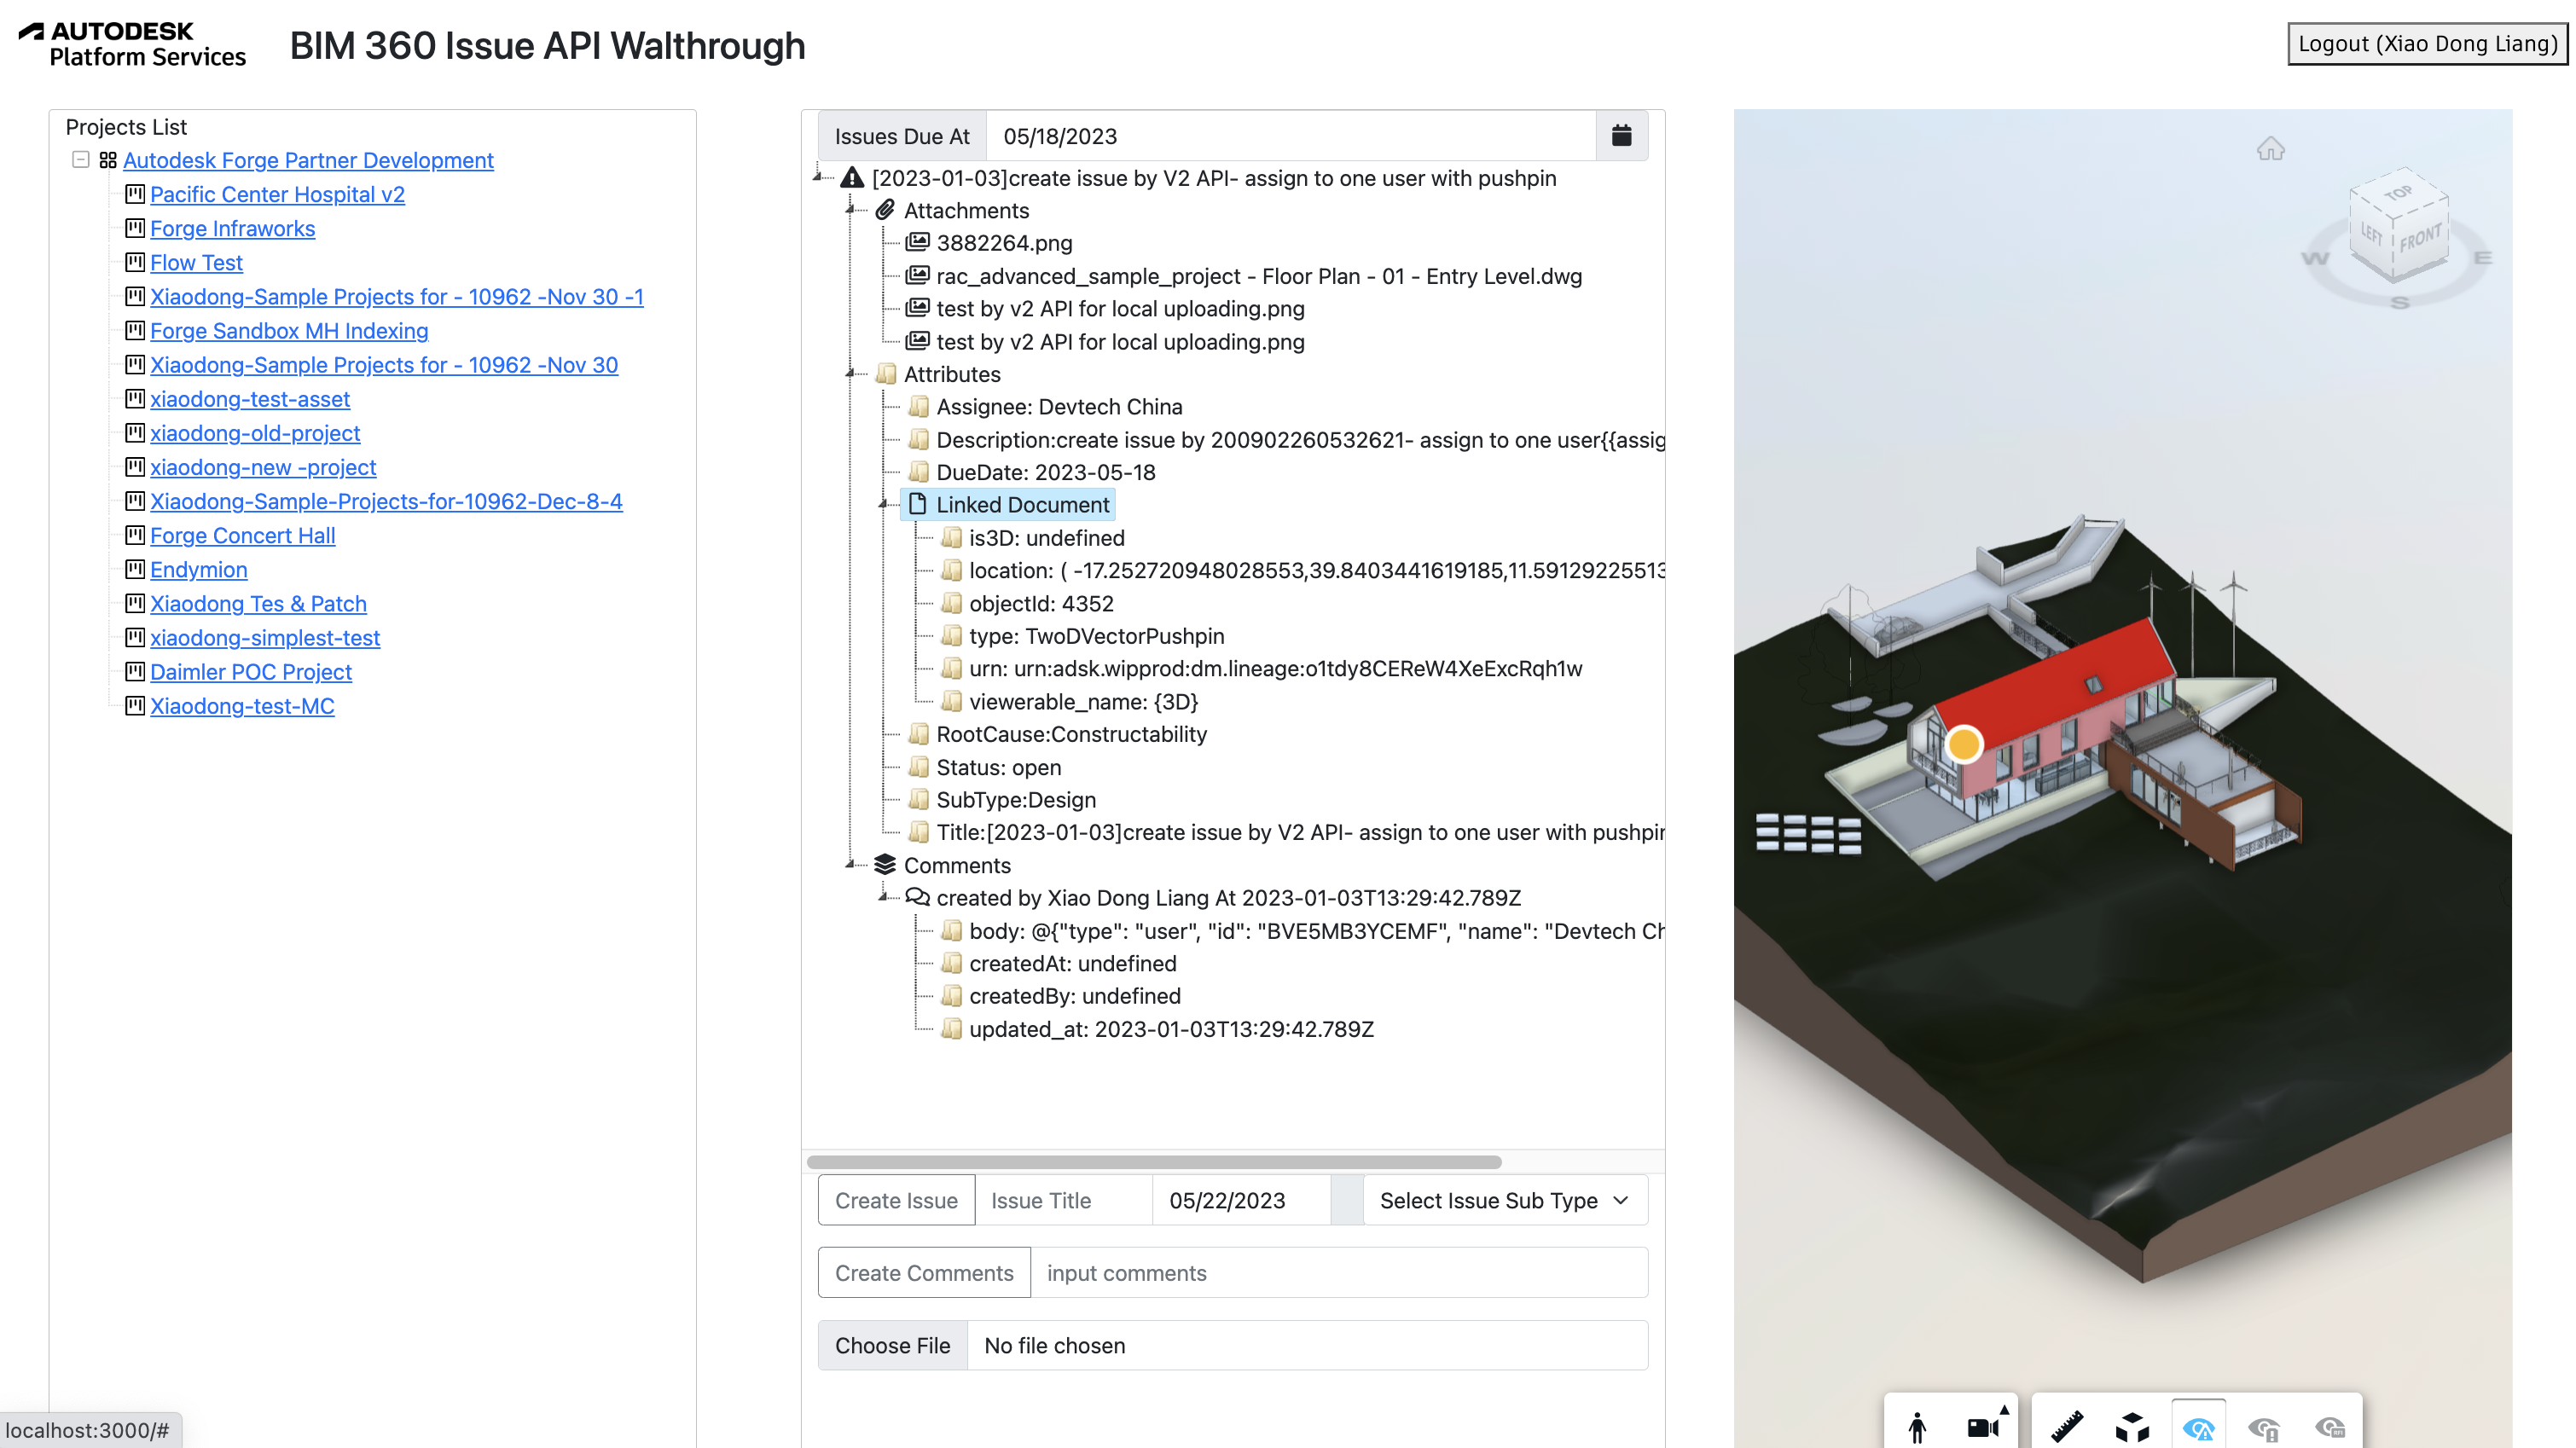 AUTODESK
Platform Services
BIM 360 Issue API Walthrough
Logout (Xiao Dong Liang)
Projects List
Autodesk Forge Partner Development
Pacific Center Hospital v2
Forge Infraworks
Flow Test
Xiaodong-Sample Projects for - 10962 -Nov 30 -1
Forge Sandbox MH Indexing
Xiaodong-Sample Projects for - 10962 -Nov 30
xiaodong-test-asset
xiaodong-old-project
xiaodong-new -project
Xiaodong-Sample-Projects-for-10962-Dec-8-4
Forge Concert Hall
Endymion
Xiaodong Tes & Patch
xiaodong-simplest-test
Daimler POC Project
Xiaodong-test-MC
Issues Due At 05/18/2023
[2023-01-03]create issue by V2 API- assign to one user with pushpin
Attachments
3882264.png
rac_advanced_sample_project - Floor Plan - 01 - Entry Level.dwg
test by v2 API for local uploading.png
test by v2 API for local uploading.png
Attributes
Assignee: Devtech China
Description:create issue by 200902260532621- assign to one user{{assig
DueDate: 2023-05-18
Linked Document
is3D: undefined
location: ( -17.252720948028553,39.8403441619185,11.59129225513
objectId: 4352
type: TwoDVectorPushpin
urn: urn:adsk.wipprod:dm.lineage:o1tdy8CEReW4XeExcRqh1w
viewerable_name: {3D}
RootCause:Constructability
Status: open
SubType:Design
Title:[2023-01-03]create issue by V2 API- assign to one user with pushpin
Comments
created by Xiao Dong Liang At 2023-01-03T13:29:42.789Z
body: @{"type": "user", "id": "BVE5MB3YCEMF", "name": "Devtech Ch
createdAt: undefined
createdBy: undefined
updated_at: 2023-01-03T13:29:42.789Z
Create Issue Issue Title 05/22/2023 Select Issue Sub Type
Create Comments input comments
Choose File No file chosen
TOP
LEFT FRONT
W E
S
RFI
localhost:3000/#